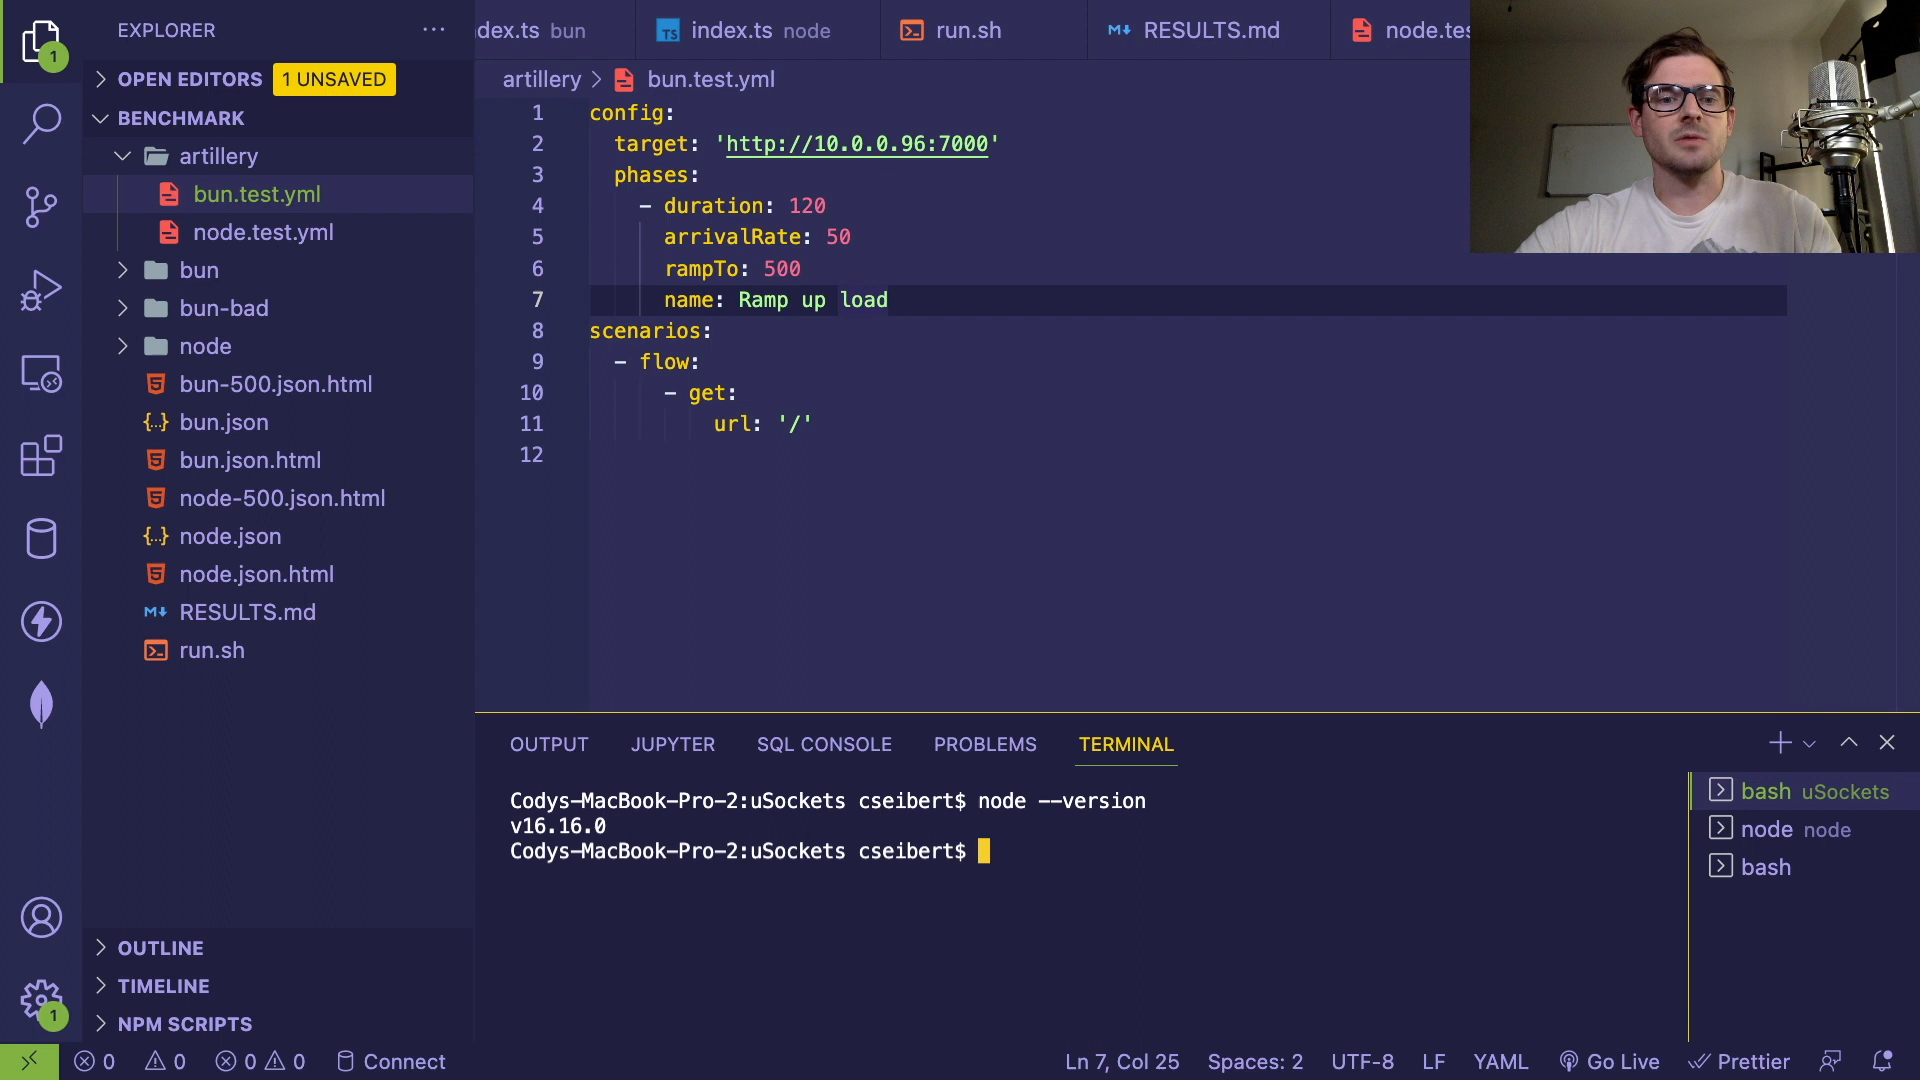 EXPLORER
1
OPEN EDITORS 1 UNSAVED
BENCHMARK
artillery
bun.test.yml
node.test.yml
bun
bun-bad
node
bun-500.json.html
{..} bun.json
bun.json.html
node-500.json.html
{..} node.json
node.json.html
M↓ RESULTS.md
run.sh
OUTLINE
TIMELINE
NPM SCRIPTS
1
dex.ts bun
TS index.ts node
run.sh
M↓ RESULTS.md
node.tes
artillery > bun.test.yml
1 config:
2 target: 'http://10.0.0.96:7000'
3 phases:
4 - duration: 120
5 arrivalRate: 50
6 rampTo: 500
7 name: Ramp up load
8 scenarios:
9 - flow:
10 - get:
11 url: '/'
12
OUTPUT JUPYTER SQL CONSOLE PROBLEMS TERMINAL
Codys-MacBook-Pro-2:uSockets cseibert$ node --version
v16.16.0
Codys-MacBook-Pro-2:uSockets cseibert$
bash uSockets
node node
bash
0 0 0 0 Connect
Ln 7, Col 25 Spaces: 2 UTF-8 LF YAML Go Live Prettier